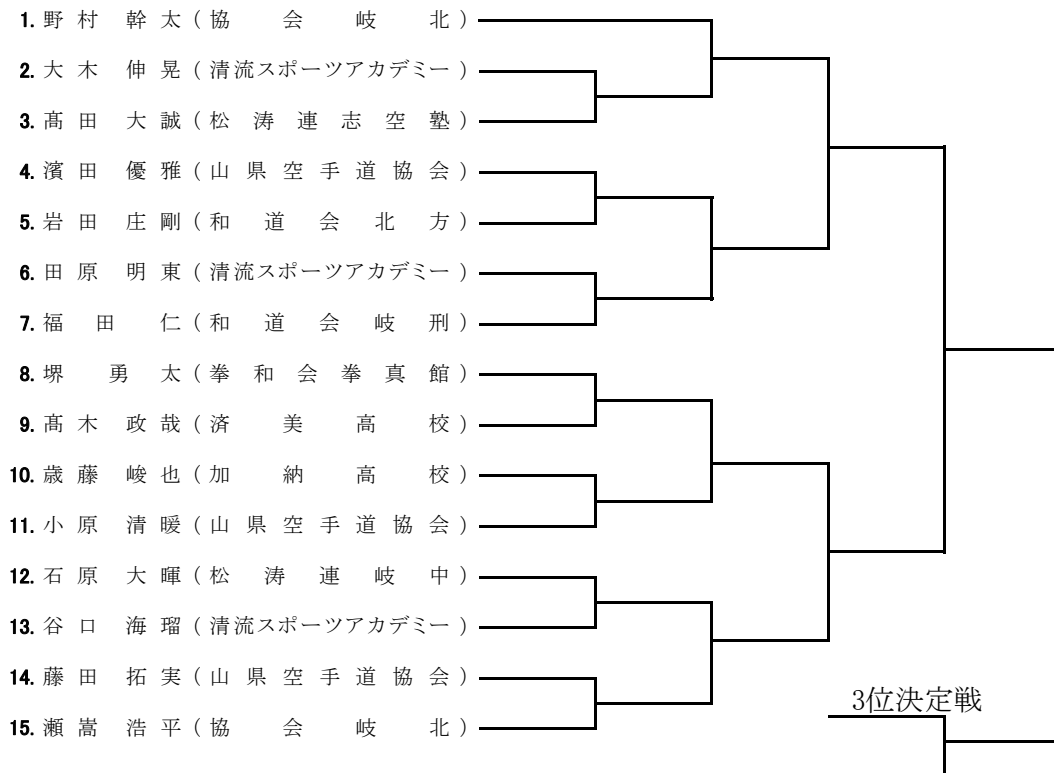 1. 野村 幹太(協会岐北)
2. 大木 伸晃(清流スポーツアカデミー)
3. 髙田 大誠(松涛連志空塾)
4. 濱田 優雅(山県空手道協会)
5. 岩田 庄剛(和道会北方)
6. 田原 明東(清流スポーツアカデミー)
7. 福田 仁(和道会岐刑)
8. 堺 勇太(拳和会拳真館)
9. 髙木 政哉(済美高校)
10. 歳藤 峻也(加納高校)
11. 小原 清暖(山県空手道協会)
12. 石原 大暉(松涛連岐中)
13. 谷口 海瑠(清流スポーツアカデミー)
14. 藤田 拓実(山県空手道協会)
15. 瀬嵩 浩平(協会岐北)
3位決定戦